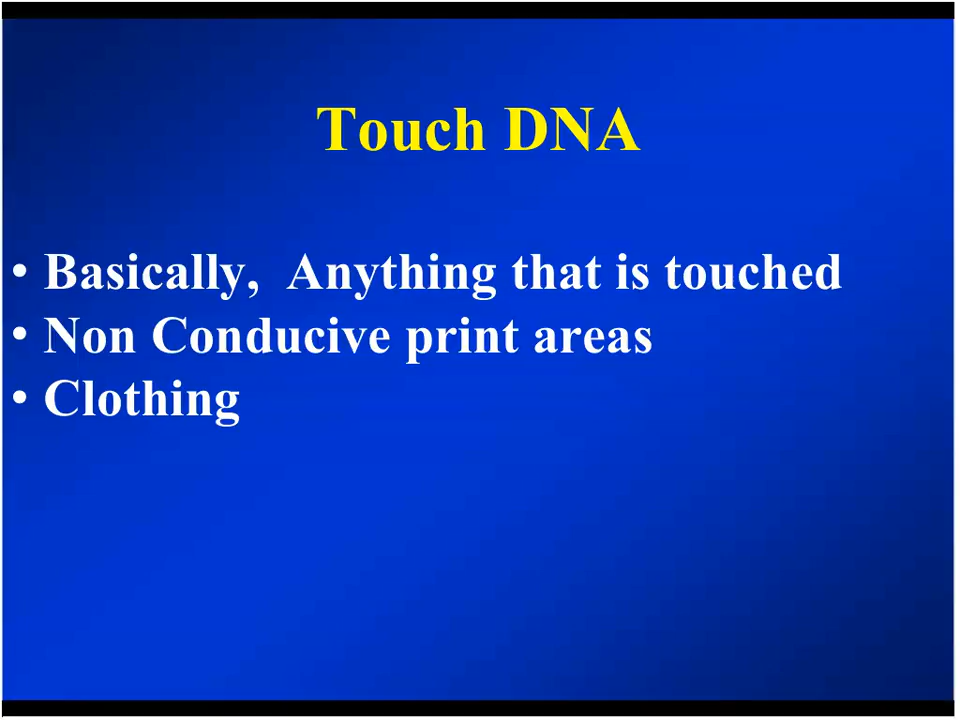 Touch DNA
• Basically,  Anything that is touched
• Non Conducive print areas
• Clothing